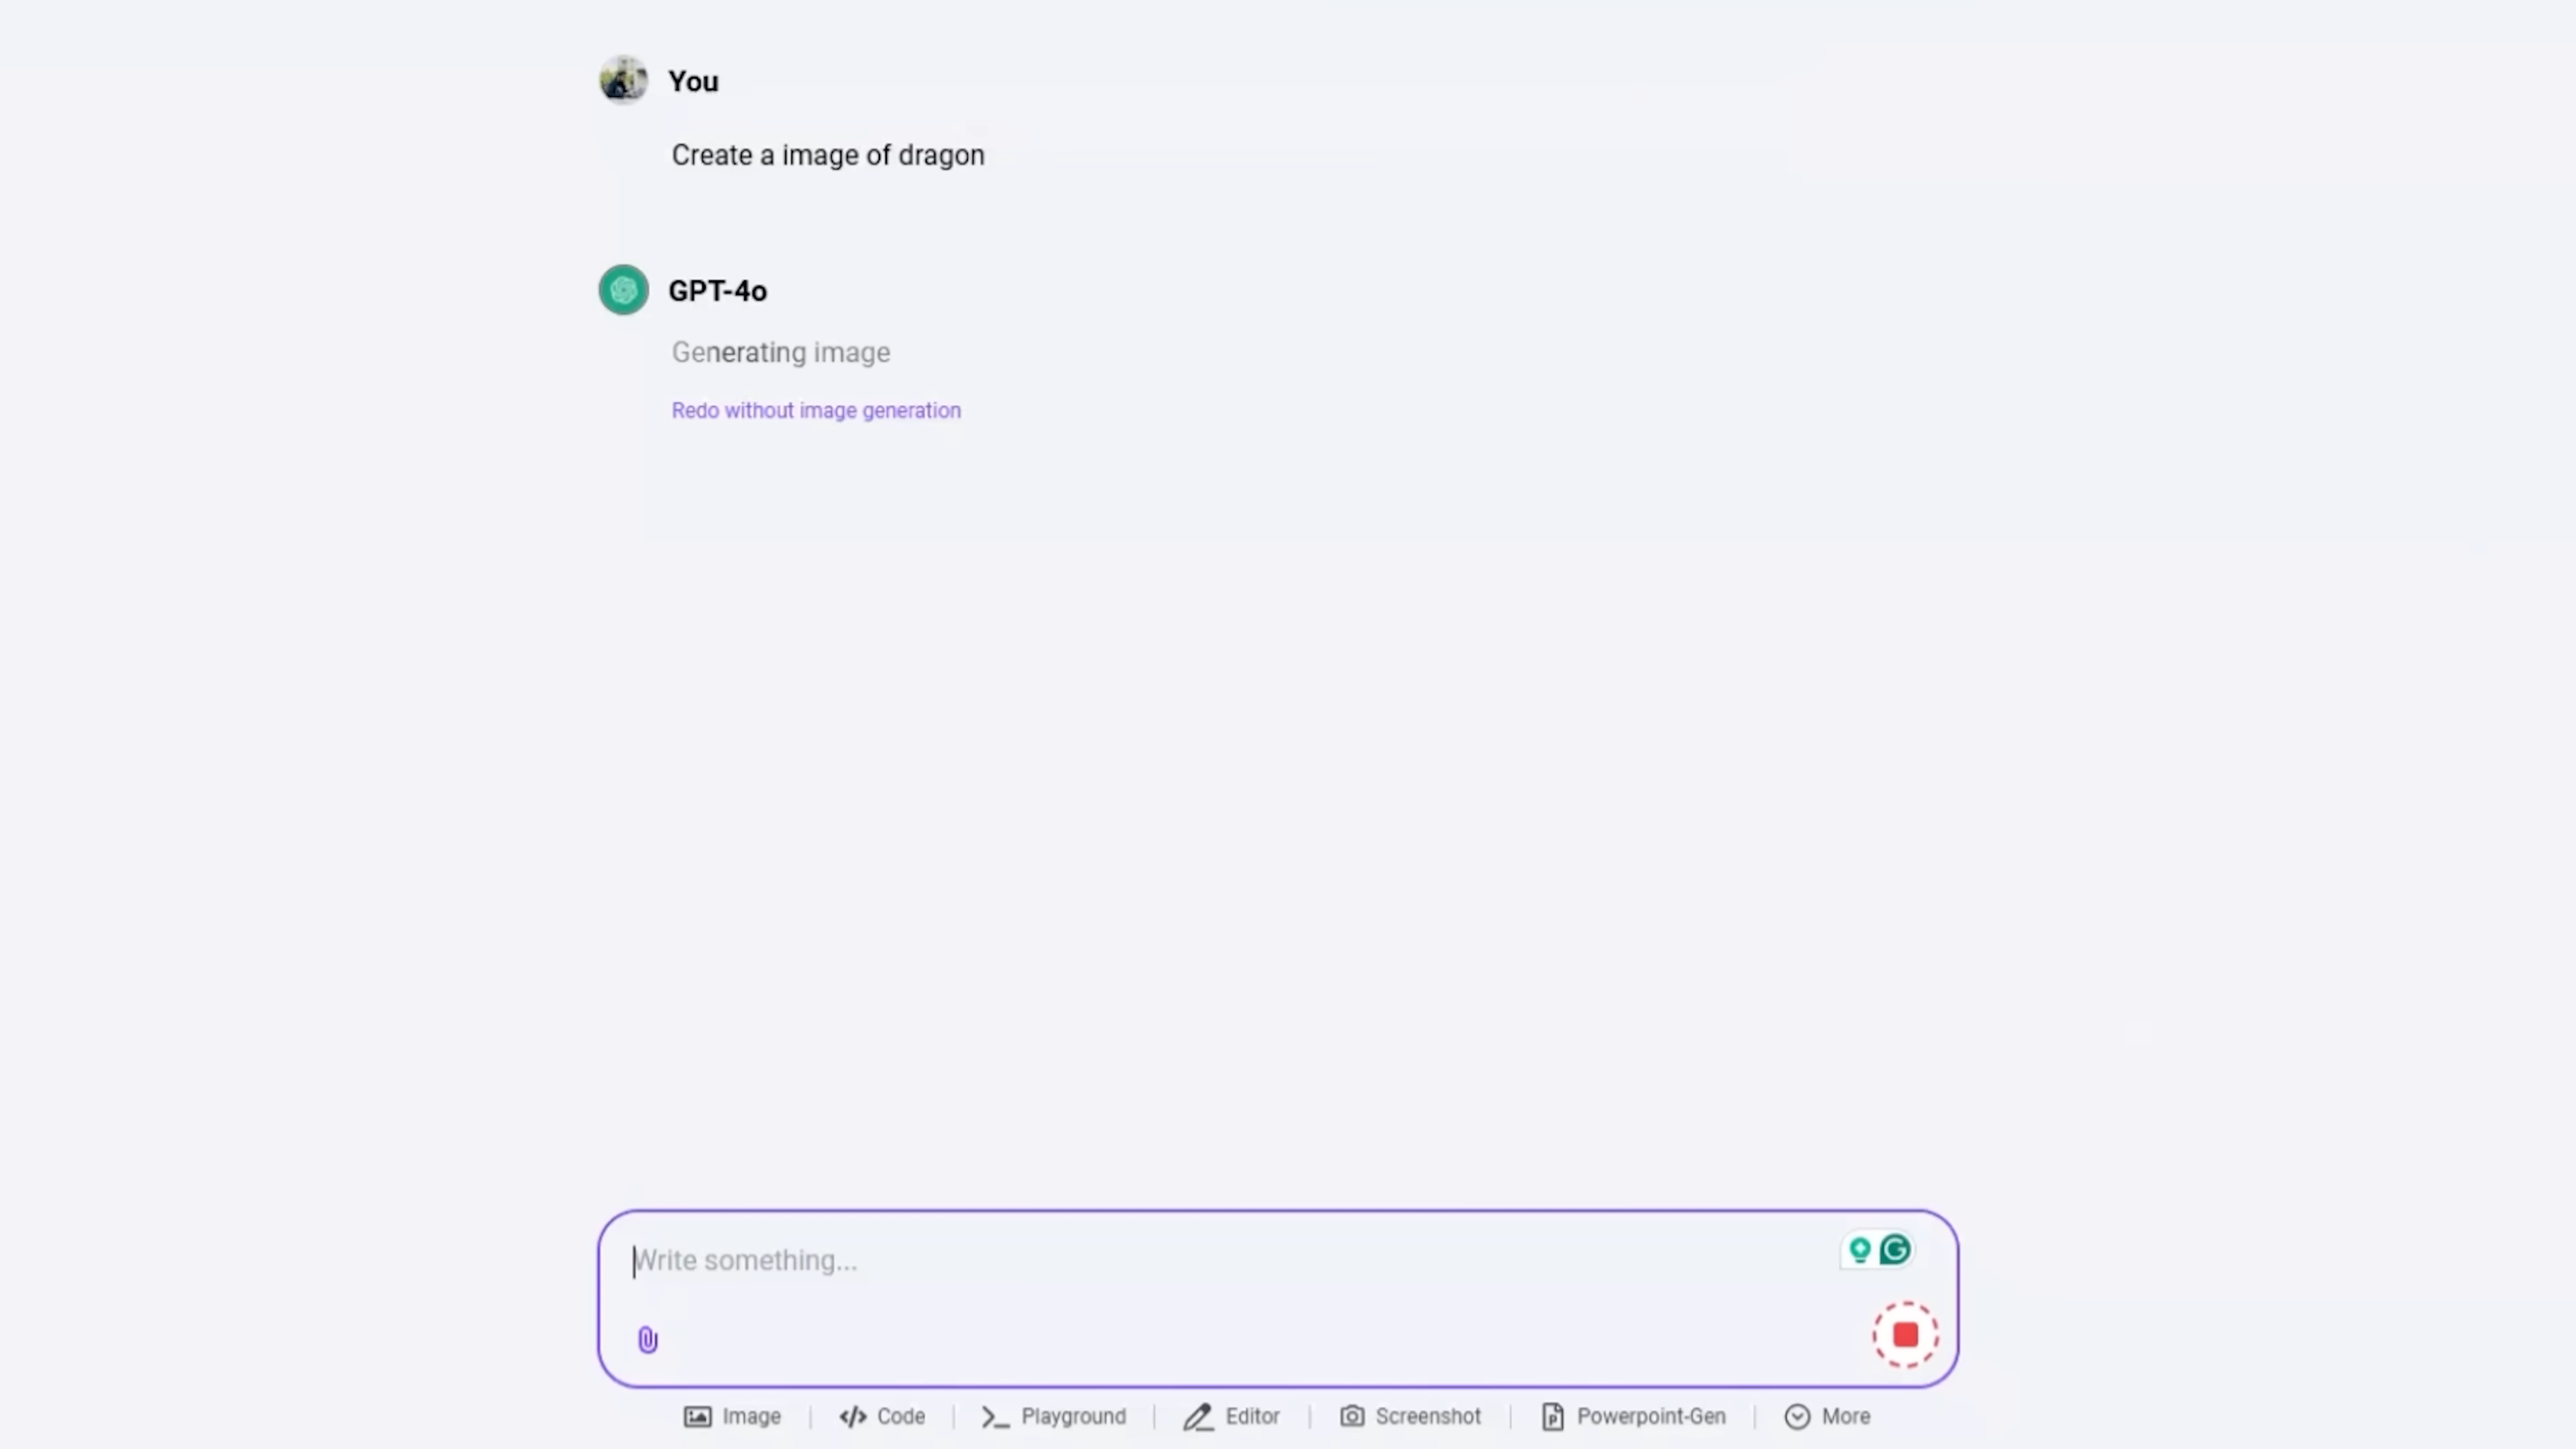 You
Create a image of dragon
GPT-4o
Generating image
Redo without image generation
Write something...
Image
Code
Playground
Editor
Screenshot
Powerpoint-Gen
More